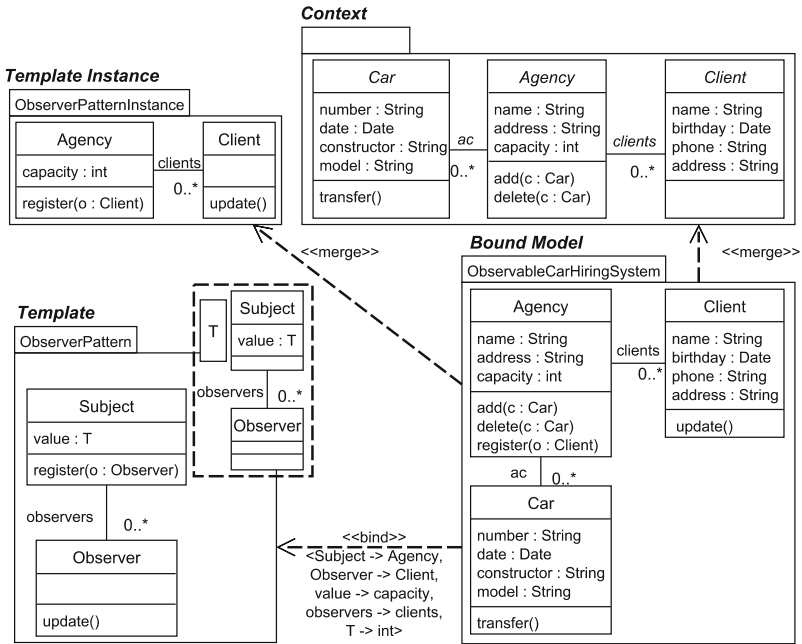 Context
Car
number : String
date : Date
constructor : String
model : String
transfer()
ac
0..*
Agency
name : String
address : String
capacity : int
add(c : Car)
delete(c : Car)
clients
0..*
Client
name : String
birthday : Date
phone : String
address : String
Template Instance
ObserverPatternInstance
Agency
capacity : int
register(o : Client)
clients
0..*
Client
update()
<<merge>>
<<merge>>
Template
ObserverPattern
T
Subject
value : T
observers
0..*
Observer
Subject
value : T
register(o : Observer)
observers
0..*
Observer
update()
<<bind>>
<Subject -> Agency,
Observer -> Client,
value -> capacity,
observers -> clients,
T -> int>
Bound Model
ObservableCarHiringSystem
Agency
name : String
address : String
capacity : int
add(c : Car)
delete(c : Car)
register(o : Client)
clients
0..*
Client
name : String
birthday : Date
phone : String
address : String
update()
ac
0..*
Car
number : String
date : Date
constructor : String
model : String
transfer()